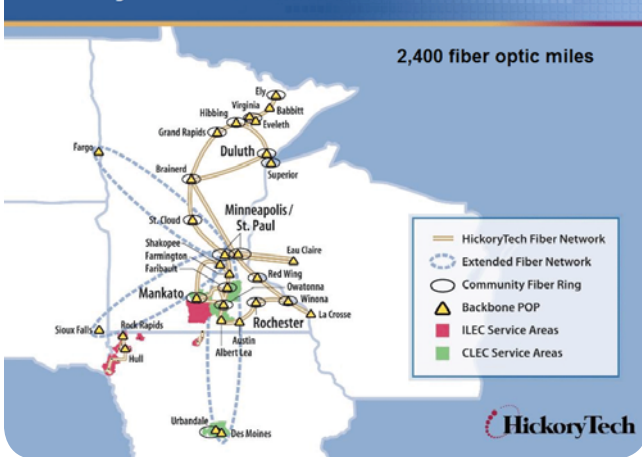 2,400 fiber optic miles
Ely
Virginia
Babbitt
Hibbing
Eveleth
Grand Rapids
Fargo
Duluth
Brainerd
Superior
Minneapolis/
St. Paul
St. Cloud
Shakopee
Farmington
Faribault
Eau Claire
Red Wing
Owatonna
Mankato
Winona
La Crosse
Sioux Falls
Rock Rapids
Rochester
Austin
Albert Lea
Hull
Urbandale
Des Moines
HickoryTech Fiber Network
Extended Fiber Network
Community Fiber Ring
Backbone POP
ILEC Service Areas
CLEC Service Areas
HickoryTech